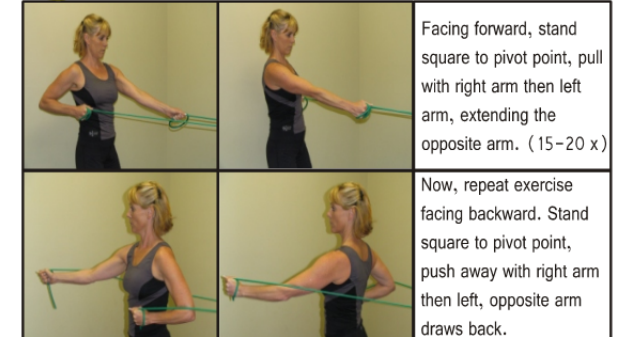 Facing forward, stand
square to pivot point, pull
with right arm then left
arm, extending the
opposite arm. (15-20 x)
Now, repeat exercise
facing backward. Stand
square to pivot point,
push away with right arm
then left, opposite arm
draws back.